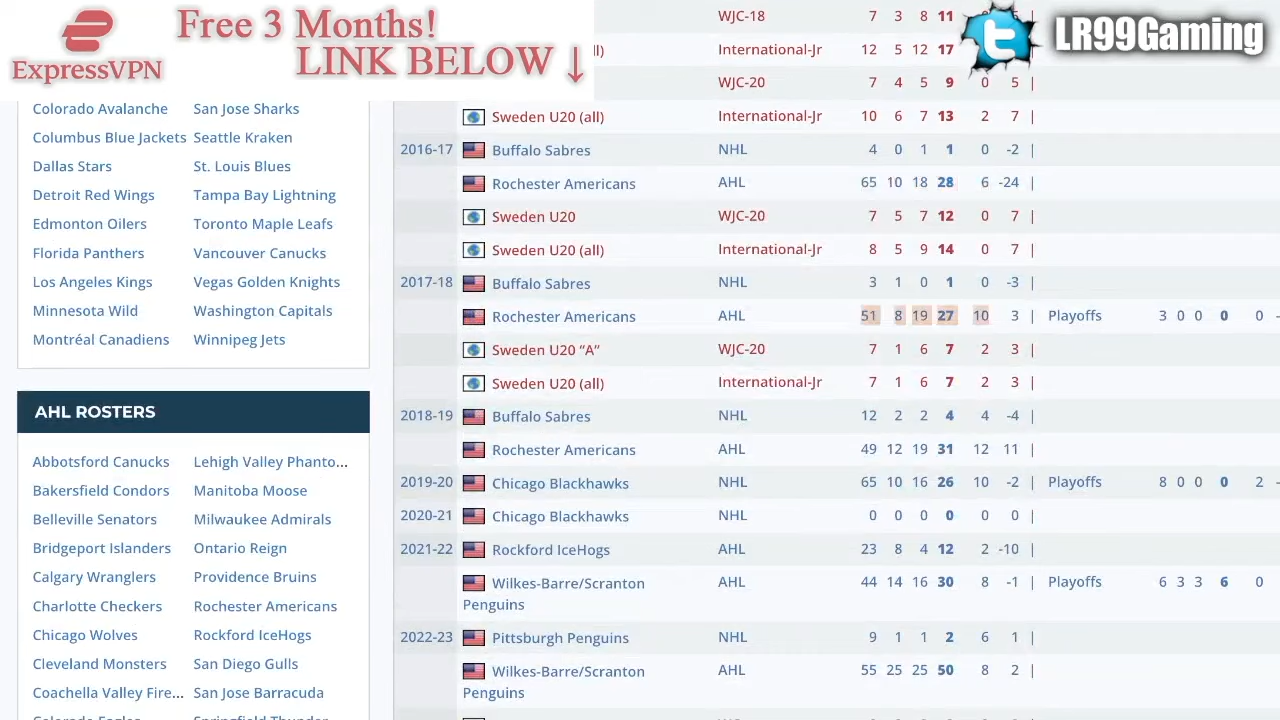 Free 3 Months!
LINK BELOW ↓
ExpressVPN
LR99Gaming
Colorado Avalanche San Jose Sharks
Columbus Blue Jackets Seattle Kraken
Dallas Stars St. Louis Blues
Detroit Red Wings Tampa Bay Lightning
Edmonton Oilers Toronto Maple Leafs
Florida Panthers Vancouver Canucks
Los Angeles Kings Vegas Golden Knights
Minnesota Wild Washington Capitals
Montréal Canadiens Winnipeg Jets
AHL ROSTERS
Abbotsford Canucks Lehigh Valley Phanto...
Bakersfield Condors Manitoba Moose
Belleville Senators Milwaukee Admirals
Bridgeport Islanders Ontario Reign
Calgary Wranglers Providence Bruins
Charlotte Checkers Rochester Americans
Chicago Wolves Rockford IceHogs
Cleveland Monsters San Diego Gulls
Coachella Valley Fire... San Jose Barracuda
Colorado Eagles Springfield Thunder
WJC-18 7 3 8 11
International-Jr 12 5 12 17
WJC-20 7 4 5 9 0 5 |
Sweden U20 (all) International-Jr 10 6 7 13 2 7 |
2016-17 Buffalo Sabres NHL 4 0 1 1 0 -2 |
Rochester Americans AHL 65 10 18 28 6 -24 |
Sweden U20 WJC-20 7 5 7 12 0 7 |
Sweden U20 (all) International-Jr 8 5 9 14 0 7 |
2017-18 Buffalo Sabres NHL 3 1 0 1 0 -3 |
Rochester Americans AHL 51 8 19 27 10 3 | Playoffs 3 0 0 0 0 -
Sweden U20 “A” WJC-20 7 1 6 7 2 3 |
Sweden U20 (all) International-Jr 7 1 6 7 2 3 |
2018-19 Buffalo Sabres NHL 12 2 2 4 4 -4 |
Rochester Americans AHL 49 12 19 31 12 11 |
2019-20 Chicago Blackhawks NHL 65 10 16 26 10 -2 | Playoffs 8 0 0 0 2 -
2020-21 Chicago Blackhawks NHL 0 0 0 0 0 0 |
2021-22 Rockford IceHogs AHL 23 8 4 12 2 -10 |
Wilkes-Barre/Scranton AHL 44 14 16 30 8 -1 | Playoffs 6 3 3 6 0
Penguins
2022-23 Pittsburgh Penguins NHL 9 1 1 2 6 1 |
Wilkes-Barre/Scranton AHL 55 25 25 50 8 2 |
Penguins